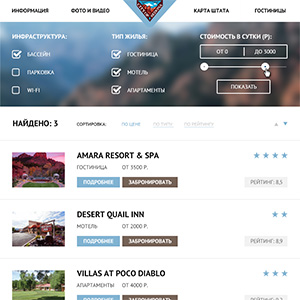 ИНФОРМАЦИЯ ФОТО И ВИДЕО КАРТА ШТАТА ГОСТИНИЦЫ
ИНФРАСТРУКТУРА: ТИП ЖИЛЬЯ: СТОИМОСТЬ В СУТКИ (Р):
БАССЕЙН ГОСТИНИЦА ОТ 0 ДО 5000
ПАРКОВКА МОТЕЛЬ
WI-FI АПАРТАМЕНТЫ ПОКАЗАТЬ
НАЙДЕНО: 3 СОРТИРОВКА: ПО ЦЕНЕ ПО ТИПУ ПО РЕЙТИНГУ
AMARA RESORT & SPA
ГОСТИНИЦА ОТ 3500 Р.
ПОДРОБНЕЕ ЗАБРОНИРОВАТЬ РЕЙТИНГ: 8,5
DESERT QUAIL INN
МОТЕЛЬ ОТ 2000 Р.
ПОДРОБНЕЕ ЗАБРОНИРОВАТЬ РЕЙТИНГ: 8,9
VILLAS AT POCO DIABLO
АПАРТАМЕНТЫ ОТ 4000 Р.
ПОДРОБНЕЕ ЗАБРОНИРОВАТЬ РЕЙТИНГ: 9,2